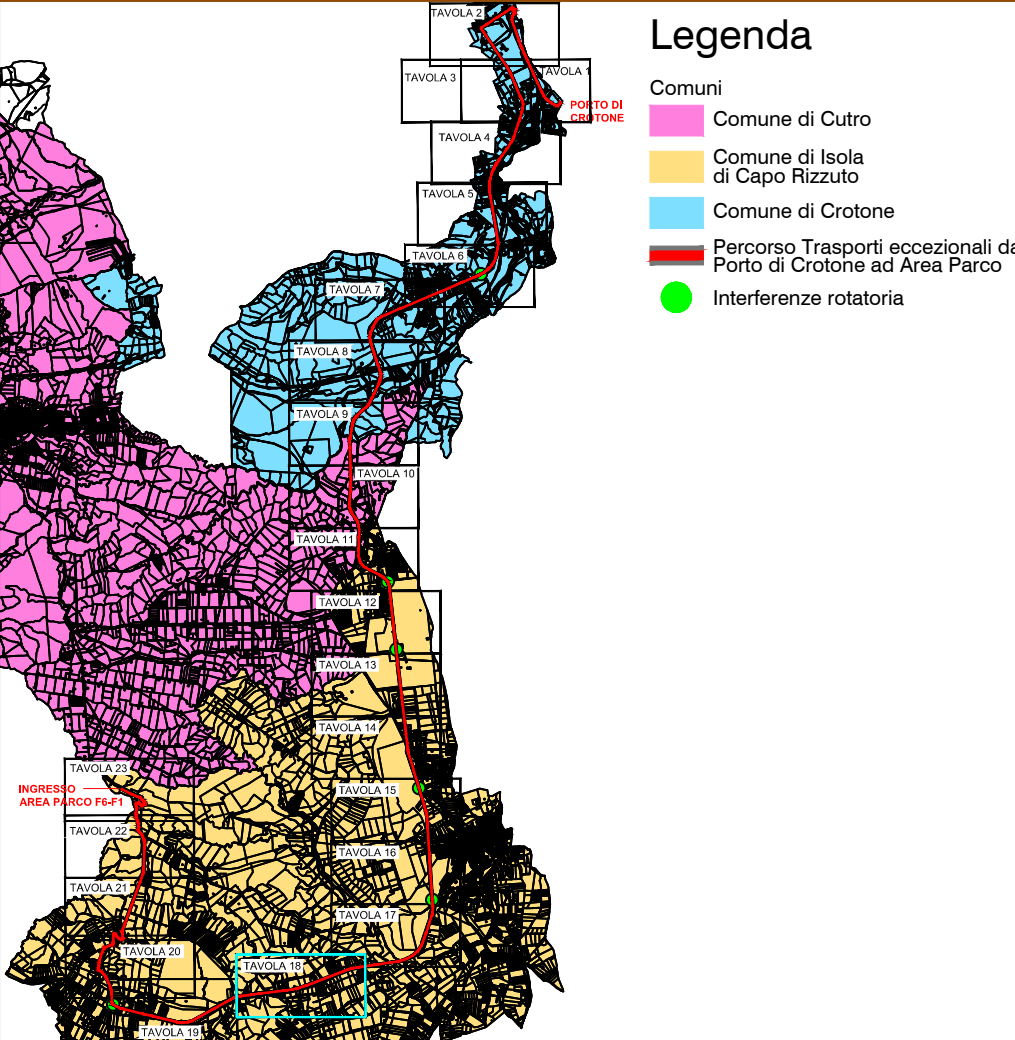 TAVOLA 2
TAVOLA 3
TAVOLA 1
PORTO DI
CROTONE
TAVOLA 4
TAVOLA 5
TAVOLA 6
TAVOLA 7
TAVOLA 8
TAVOLA 9
TAVOLA 10
TAVOLA 11
TAVOLA 12
TAVOLA 13
TAVOLA 14
TAVOLA 15
TAVOLA 16
TAVOLA 17
TAVOLA 18
TAVOLA 23
INGRESSO
AREA PARCO F6-F1
TAVOLA 22
TAVOLA 21
TAVOLA 20
TAVOLA 19
Legenda
Comuni
Comune di Cutro
Comune di Isola
di Capo Rizzuto
Comune di Crotone
Percorso Trasporti eccezionali da
Porto di Crotone ad Area Parco
Interferenze rotatoria